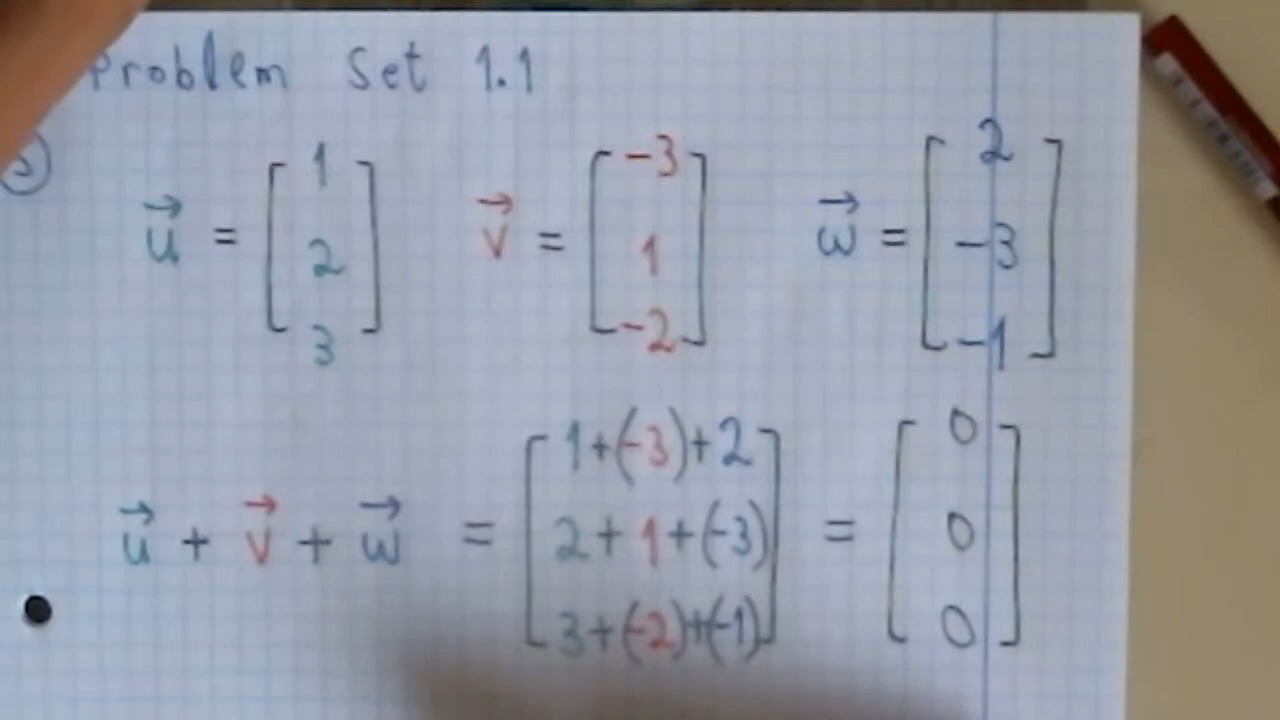 Problem Set 1.1
u⃗ = [1 2 3] v⃗ = [-3 1 -2] w⃗ = [2 -3 -1]
u⃗ + v⃗ + w⃗ = [1+(-3)+2 2+1+(-3) 3+(-2)+(-1)] = [0 0 0]